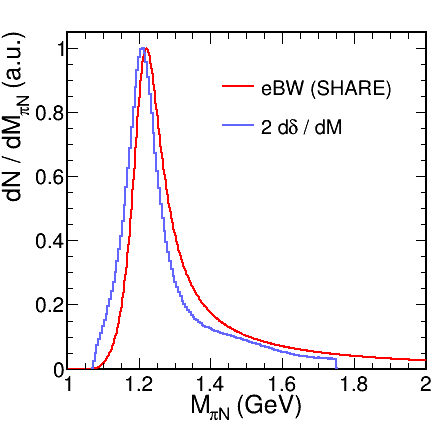 dN / dM_πN (a.u.)
1
0.8
0.6
0.4
0.2
0
eBW (SHARE)
2 dδ / dM
1 1.2 1.4 1.6 1.8 2
M_πN (GeV)